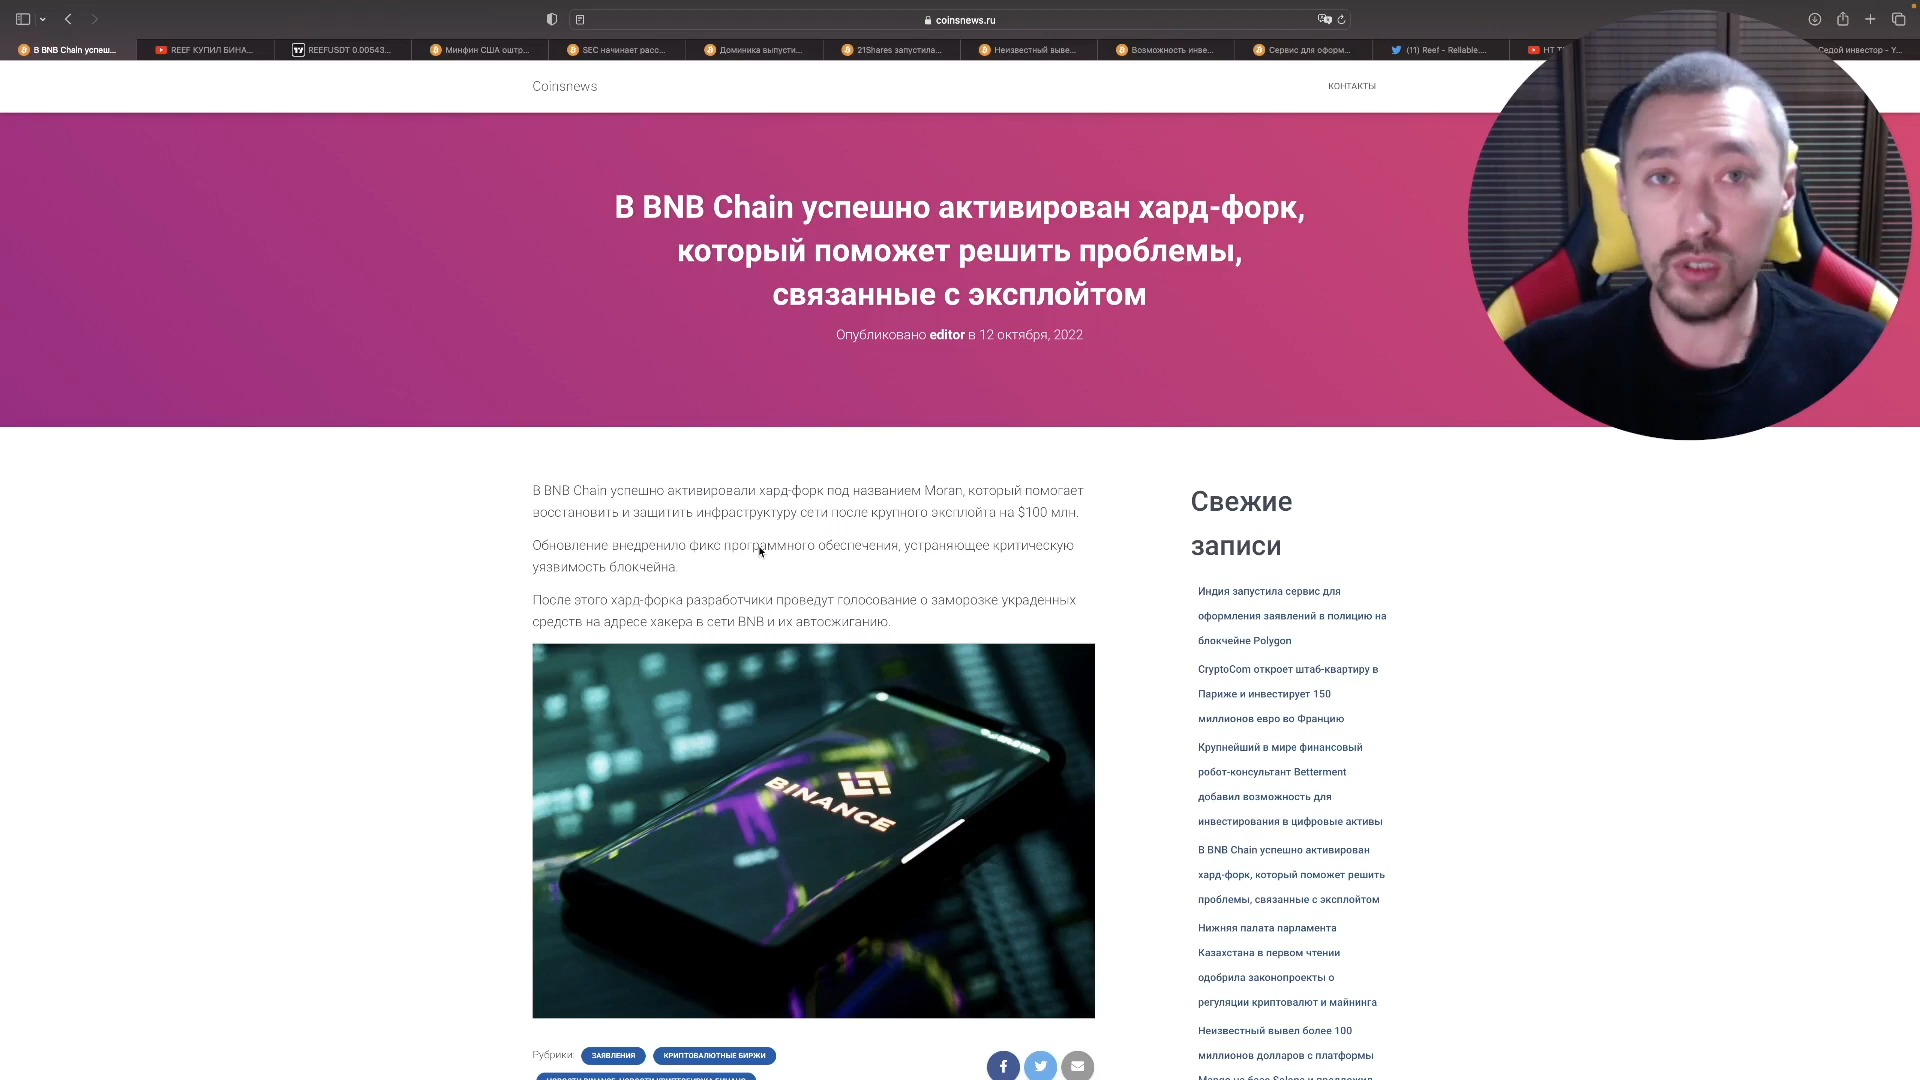 coinsnews.ru
В BNB Chain успеш...
REEF КУПИЛ БИНА...
REEFUSDT 0.00543...
Минфин США оштр...
SEC начинает расс...
Доминика выпусти...
21Shares запустила...
Неизвестный выве...
Возможность инве...
Сервис для оформ...
(11) Reef - Reliable....
Седой инвестор - Y...
Coinsnews
КОНТАКТЫ
В BNB Chain успешно активирован хард-форк,
который поможет решить проблемы,
связанные с эксплойтом
Опубликовано editor в 12 октября, 2022
В BNB Chain успешно активировали хард-форк под названием Moran, который помогает
восстановить и защитить инфраструктуру сети после крупного эксплойта на $100 млн.
Обновление внедренило фикс программного обеспечения, устраняющее критическую
уязвимость блокчейна.
После этого хард-форка разработчики проведут голосование о заморозке украденных
средств на адресе хакера в сети BNB и их автосжиганию.
BINANCE
Рубрики: ЗАЯВЛЕНИЯ КРИПТОВАЛЮТНЫЕ БИРЖИ
Свежие
записи
Индия запустила сервис для
оформления заявлений в полицию на
блокчейне Polygon
CryptoCom откроет штаб-квартиру в
Париже и инвестирует 150
миллионов евро во Францию
Крупнейший в мире финансовый
робот-консультант Betterment
добавил возможность для
инвестирования в цифровые активы
В BNB Chain успешно активирован
хард-форк, который поможет решить
проблемы, связанные с эксплойтом
Нижняя палата парламента
Казахстана в первом чтении
одобрила законопроекты о
регуляции криптовалют и майнинга
Неизвестный вывел более 100
миллионов долларов с платформы